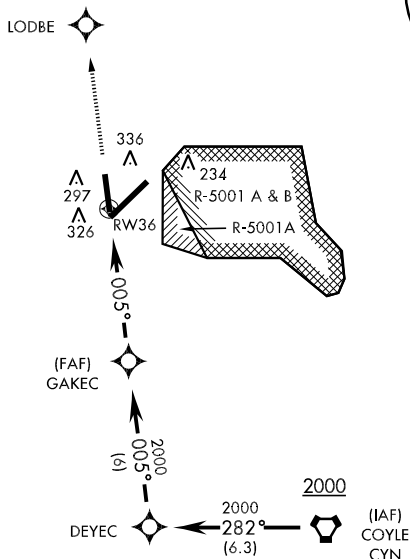 LODBE
336
234
297
R-5001 A & B
326
RW36
R-5001A
005°
(FAF)
GAKEC
2000
005°
(6)
2000
2000
(IAF)
282°
COYLE
DEYEC
(6.3)
CYN